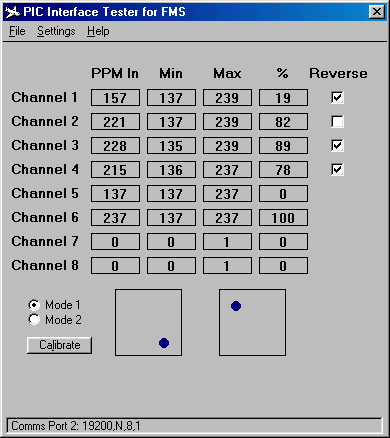 PIC Interface Tester for FMS
File Settings Help
PPM In Min Max % Reverse
Channel 1 157 137 239 19
Channel 2 221 137 239 82
Channel 3 228 135 239 89
Channel 4 215 136 237 78
Channel 5 137 137 237 0
Channel 6 237 137 237 100
Channel 7 0 0 1 0
Channel 8 0 0 1 0
Mode 1
Mode 2
Calibrate
Comms Port 2: 19200,N,8,1